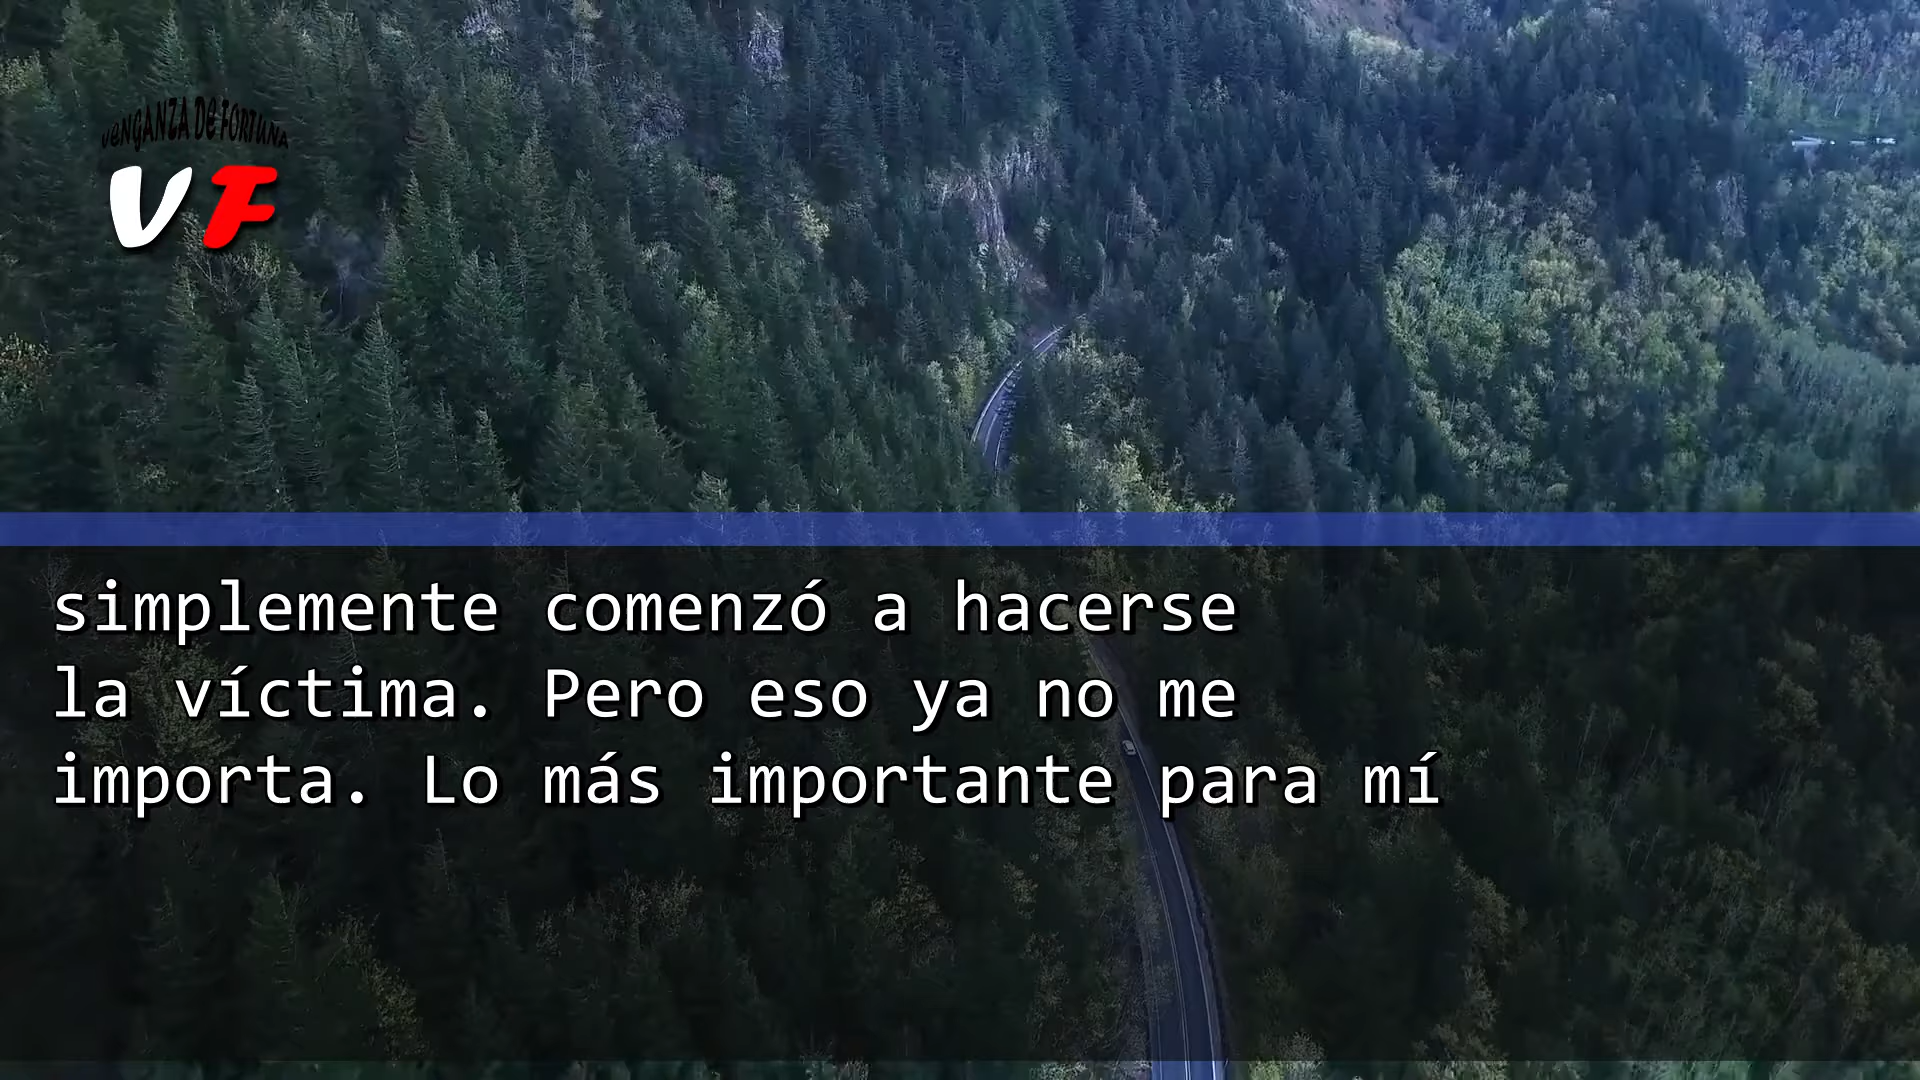 VENGANZA DE FORTUNA
VF
simplemente comenzó a hacerse
la víctima. Pero eso ya no me
importa. Lo más importante para mí